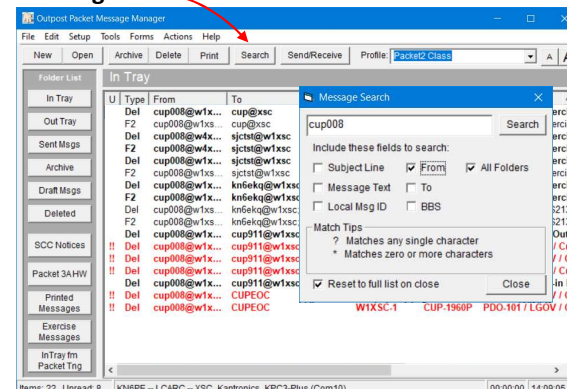 Outpost Packet Message Manager
File Edit Setup Tools Forms Actions Help
New Open Archive Delete Print Search Send/Receive Profile: Packet2 Class A
Folder List In Tray
In Tray
Out Tray
Sent Msgs
Archive
Draft Msgs
Deleted
SCC Notices
Packet 3AHW
Printed
Messages
Exercise
Messages
InTray fm
Packet Tng
U Type From To
Del cup008@w1x... cup@xsc
F2 cup008@w1xs... cup@xsc
Del cup008@w4x... sjctst@w1xsc
F2 cup008@w4x... sjctst@w1xsc
Del cup008@w1x... sjctst@w1xsc
F2 cup008@w1xs... sjctst@w1xsc
Del cup008@w1x... kn6ekq@w1xsc
F2 cup008@w1x... kn6ekq@w1xsc
Del cup008@w1xs... kn6ekq@w1xsc;
F2 cup008@w1xs... kn6ekq@w1xsc;
Del cup008@w1x... cup911@w1xsc
!! Del cup008@w1x... cup911@w1xsc
!! Del cup008@w1x... cup911@w1xsc
!! Del cup008@w1x... cup911@w1xsc
Del cup008@w1x... cup911@w1xsc
!! Del cup008@w1x... CUPEOC
!! Del cup008@w1x... CUPEOC W1XSC-1 CUP-1960P PDO-101 / LGOV /
Message Search
cup008 Search
Include these fields to search:
Subject Line From All Folders
Message Text To
Local Msg ID BBS
Match Tips
? Matches any single character
* Matches zero or more characters
Reset to full list on close Close
Items: 22 Unread: 8 KN6PE -- LCARC -- XSC, Kantronics, KPC3-Plus (Com10) 00:00:00 14:09:05